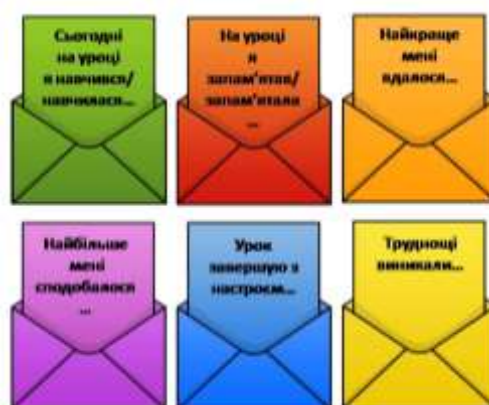 Сьогодні
на уроці
я навчився/
навчилася...
На уроці
я
запам'ятав/
запам'ятала
...
Найкраще
мені
вдалося...
Найбільше
мені
сподобалося
...
Урок
завершую з
настроєм...
Труднощі
виникали...